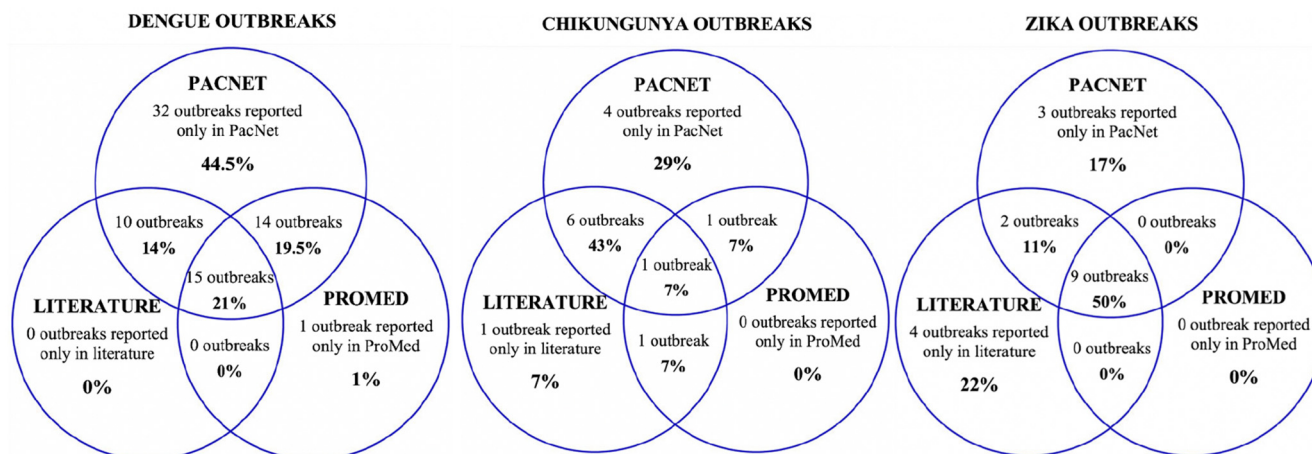 DENGUE OUTBREAKS
PACNET
32 outbreaks reported
only in PacNet
44.5%
10 outbreaks
14%
14 outbreaks
19.5%
15 outbreaks
21%
LITERATURE
0 outbreaks reported
only in literature
0%
0 outbreaks
0%
PROMED
1 outbreak reported
only in ProMed
1%
CHIKUNGUNYA OUTBREAKS
PACNET
4 outbreaks reported
only in PacNet
29%
6 outbreaks
43%
1 outbreak
7%
1 outbreak
7%
LITERATURE
1 outbreak reported
only in literature
7%
1 outbreak
7%
PROMED
0 outbreaks reported
only in ProMed
0%
ZIKA OUTBREAKS
PACNET
3 outbreaks reported
only in PacNet
17%
2 outbreaks
11%
0 outbreaks
0%
9 outbreaks
50%
LITERATURE
4 outbreaks reported
only in literature
22%
0 outbreaks
0%
PROMED
0 outbreaks reported
only in ProMed
0%